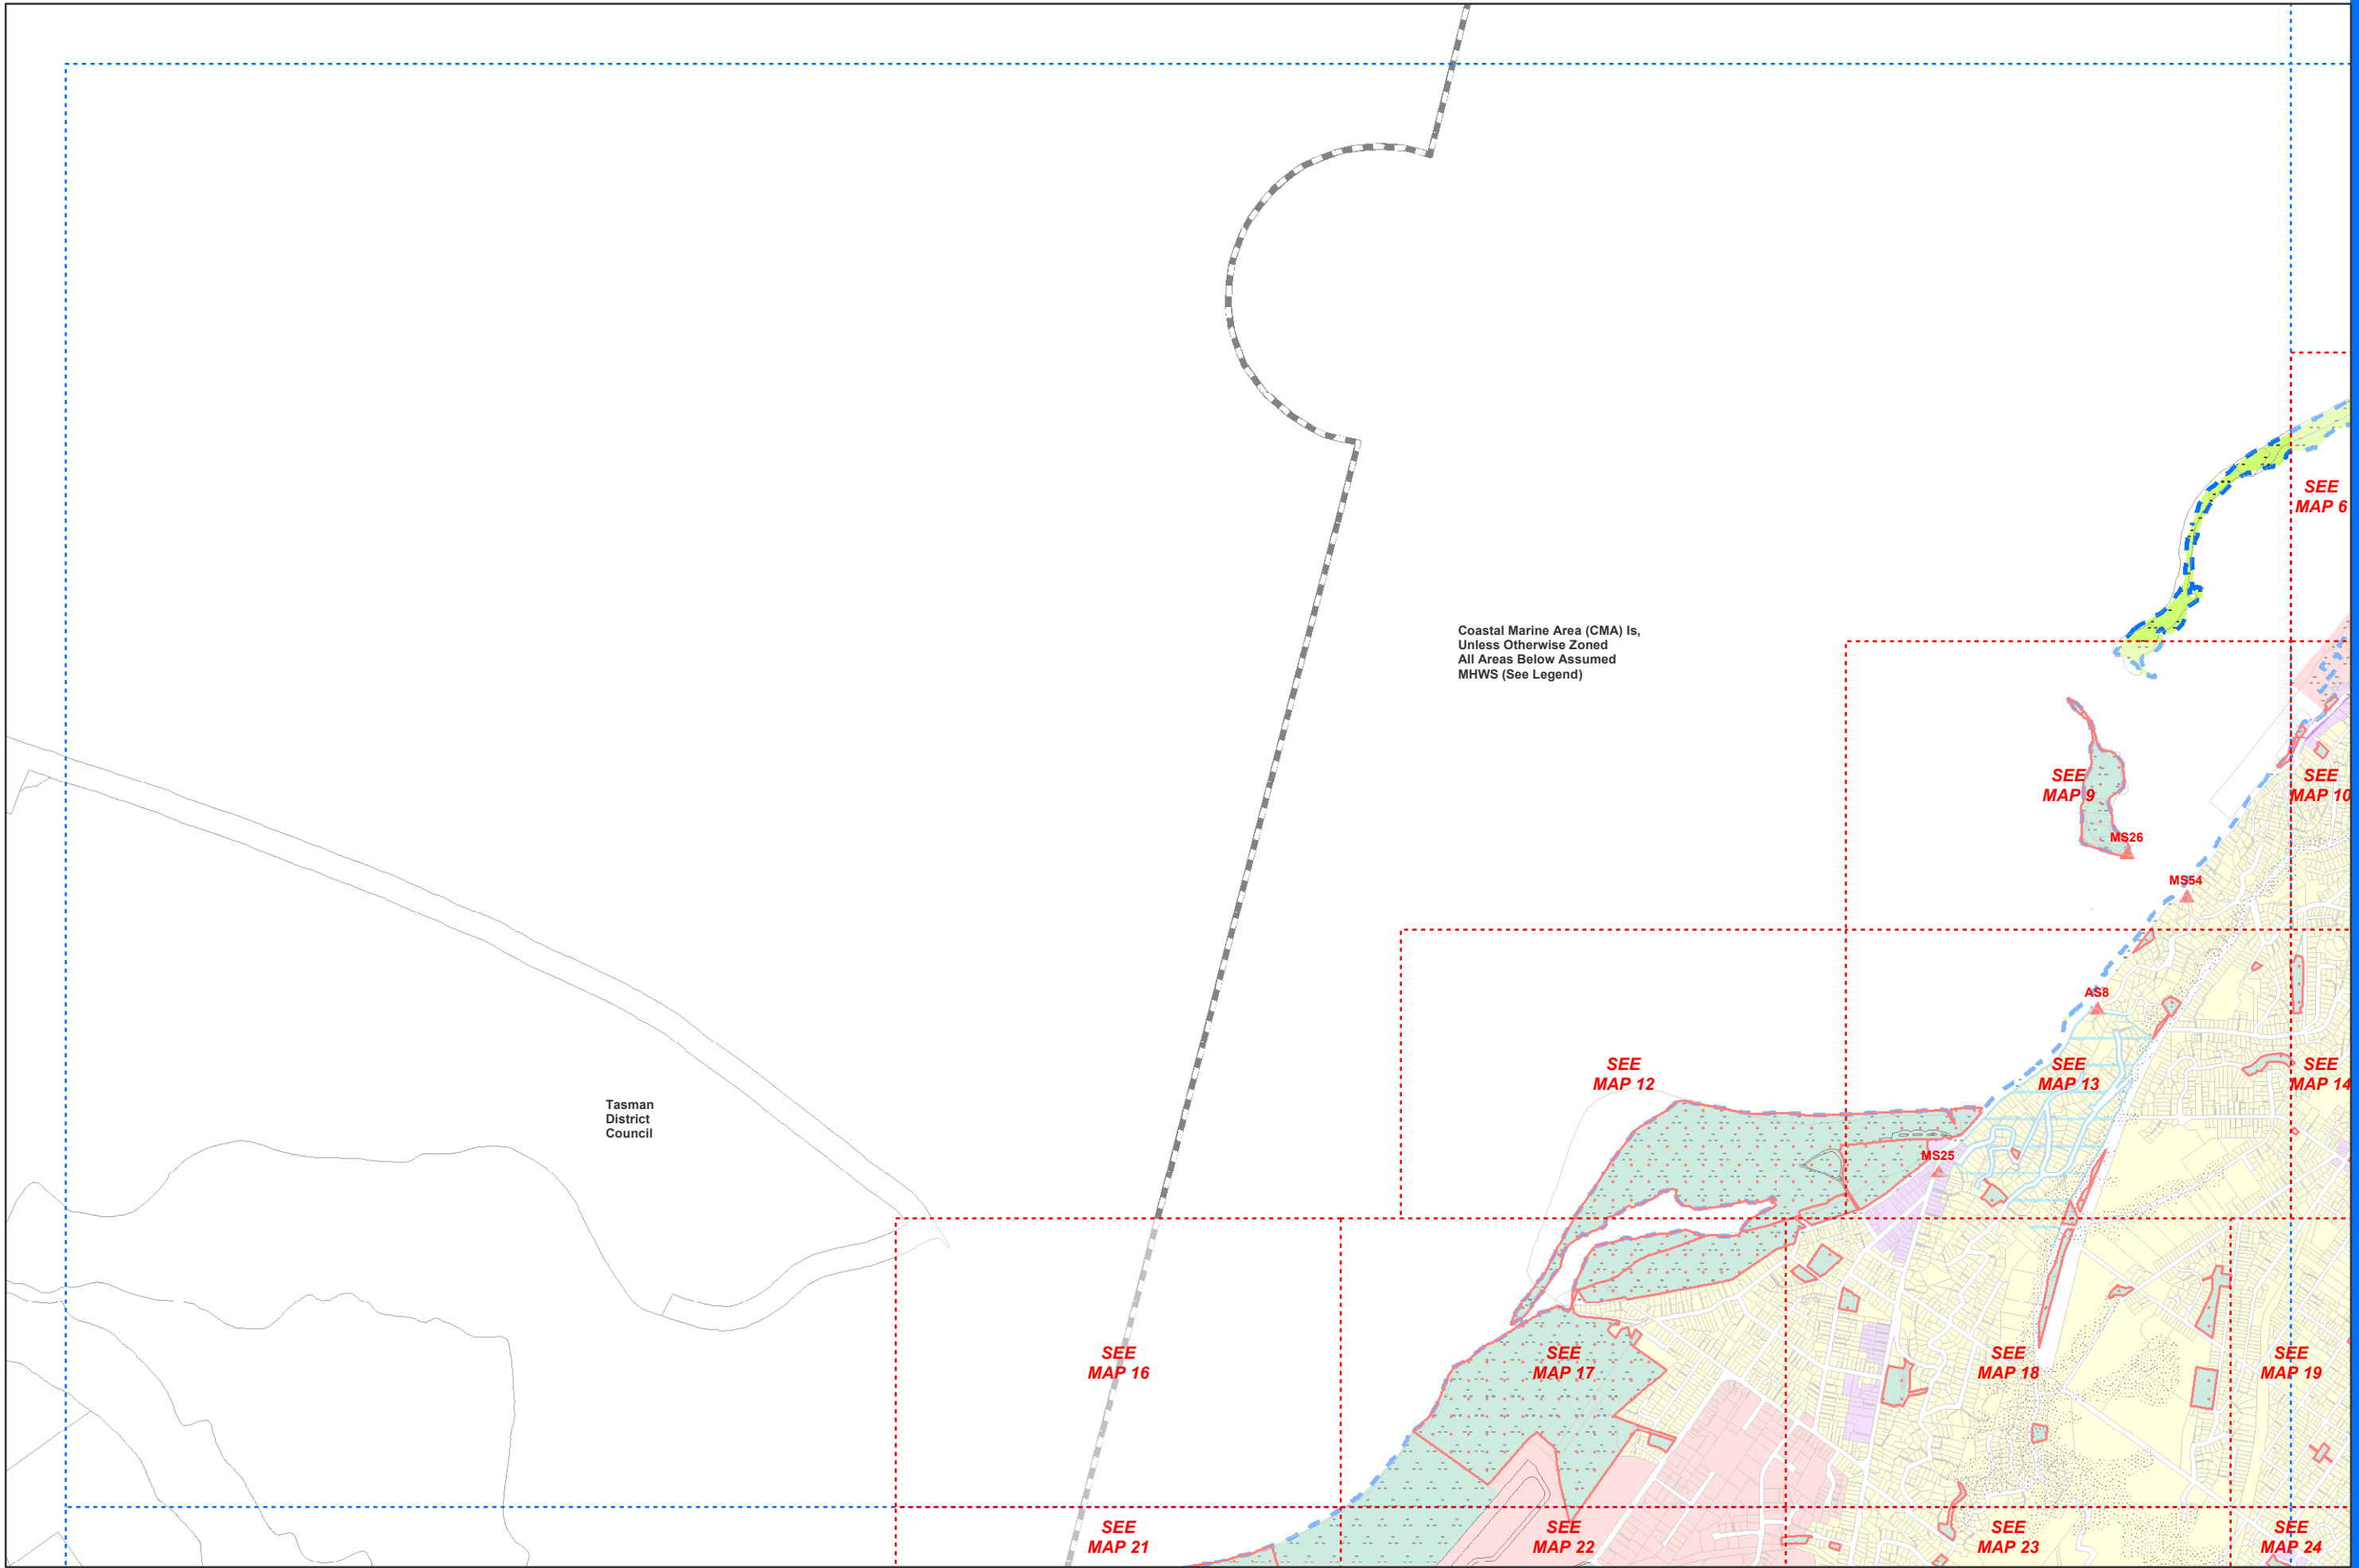 SEE
MAP 6
Coastal Marine Area (CMA) Is,
Unless Otherwise Zoned
All Areas Below Assumed
MHWS (See Legend)
SEE
MAP 9
SEE
MAP 10
MS26
MS54
AS8
SEE
MAP 12
SEE
MAP 13
SEE
MAP 14
Tasman
District
Council
MS25
SEE
MAP 16
SEE
MAP 17
SEE
MAP 18
SEE
MAP 19
SEE
MAP 21
SEE
MAP 22
SEE
MAP 23
SEE
MAP 24